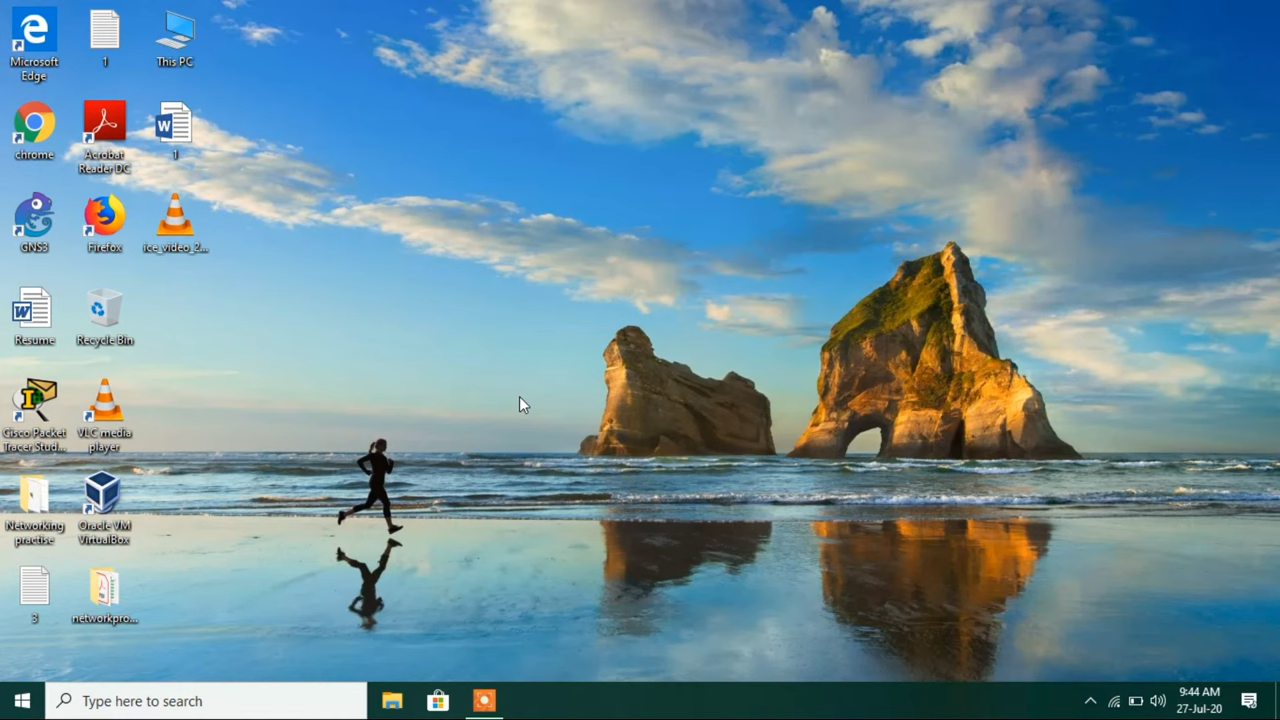 Microsoft
Edge
1
This PC
chrome
Acrobat
Reader DC
1
GNS3
Firefox
ice_video_2...
Resume
Recycle Bin
Cisco Packet
Tracer Stud...
VLC media
player
Networking
practise
Oracle VM
VirtualBox
3
networkpro...
Type here to search
9:44 AM
27-Jul-20